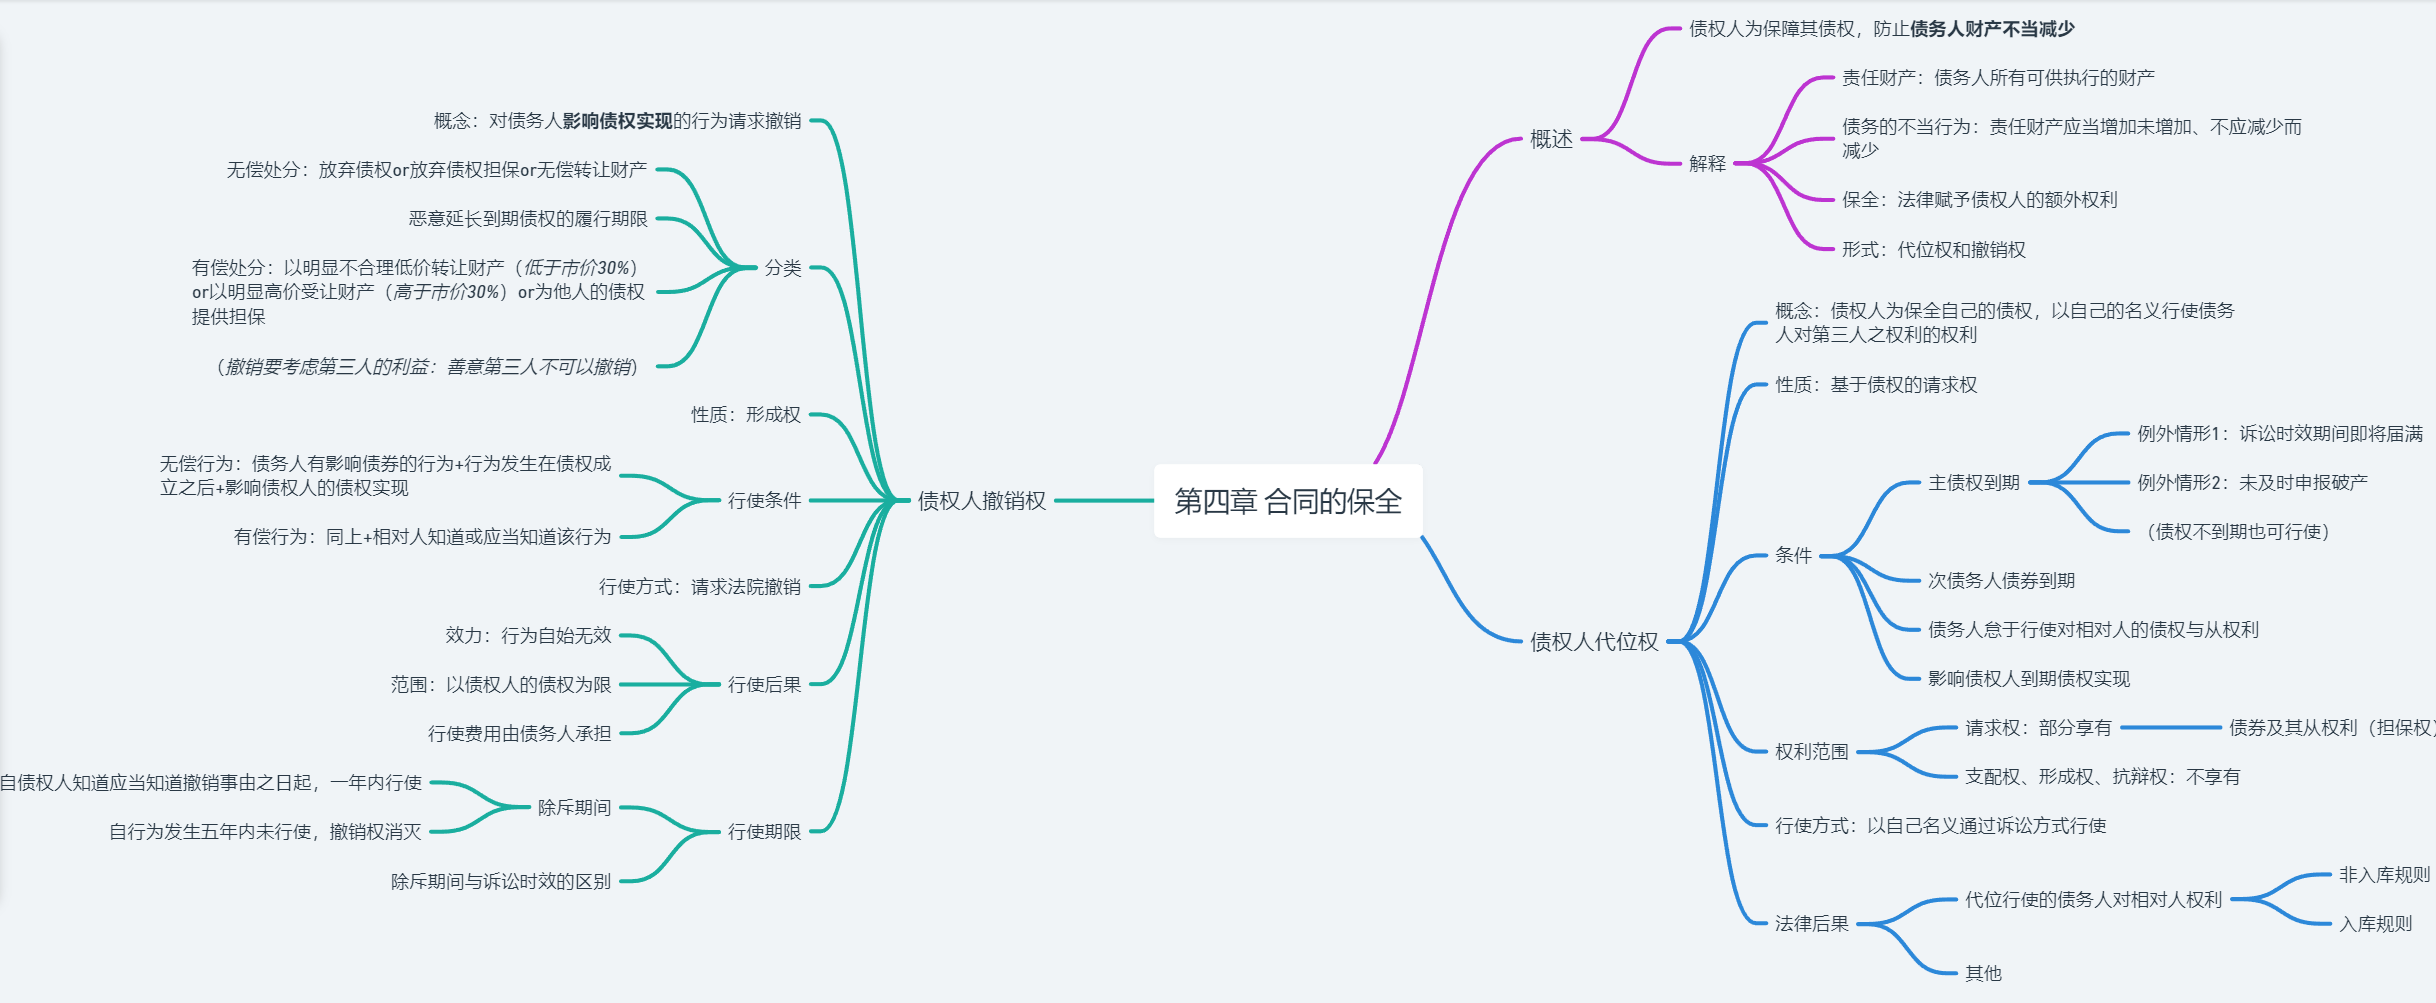 第四章 合同的保全
概述
债权人为保障其债权，防止债务人财产不当减少
解释
责任财产：债务人所有可供执行的财产
债务的不当行为：责任财产应当增加未增加、不应减少而
减少
保全：法律赋予债权人的额外权利
形式：代位权和撤销权
债权人代位权
概念：债权人为保全自己的债权，以自己的名义行使债务
人对第三人之权利的权利
性质：基于债权的请求权
条件
主债权到期
例外情形1：诉讼时效期间即将届满
例外情形2：未及时申报破产
（债权不到期也可行使）
次债务人债券到期
债务人怠于行使对相对人的债权与从权利
影响债权人到期债权实现
权利范围
请求权：部分享有
债券及其从权利（担保权）
支配权、形成权、抗辩权：不享有
行使方式：以自己名义通过诉讼方式行使
法律后果
代位行使的债务人对相对人权利
非入库规则
入库规则
其他
债权人撤销权
概念：对债务人影响债权实现的行为请求撤销
分类
无偿处分：放弃债权or放弃债权担保or无偿转让财产
恶意延长到期债权的履行期限
有偿处分：以明显不合理低价转让财产（低于市价30%）
or以明显高价受让财产（高于市价30%）or为他人的债权
提供担保
（撤销要考虑第三人的利益：善意第三人不可以撤销）
性质：形成权
行使条件
无偿行为：债务人有影响债券的行为+行为发生在债权成
立之后+影响债权人的债权实现
有偿行为：同上+相对人知道或应当知道该行为
行使方式：请求法院撤销
行使后果
效力：行为自始无效
范围：以债权人的债权为限
行使费用由债务人承担
行使期限
除斥期间
自债权人知道应当知道撤销事由之日起，一年内行使
自行为发生五年内未行使，撤销权消灭
除斥期间与诉讼时效的区别